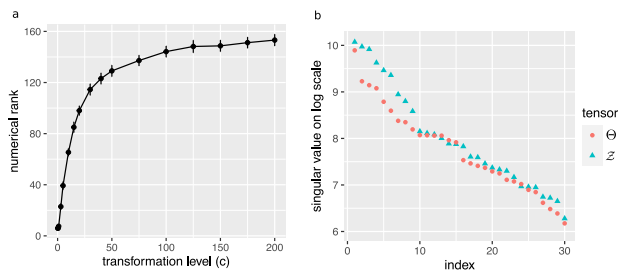 a
numerical rank
160
120
80
40
0
0
50
100
150
200
transformation level (c)
b
singular value on log scale
10
9
8
7
6
0
10
20
30
index
tensor
Θ
𝒵